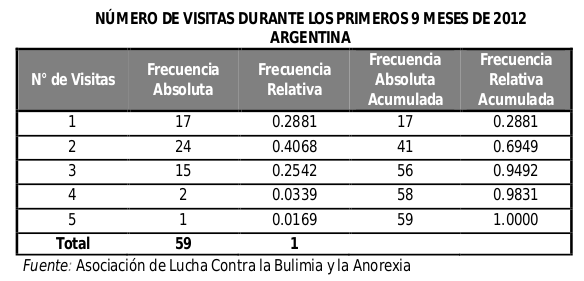 NÚMERO DE VISITAS DURANTE LOS PRIMEROS 9 MESES DE 2012
ARGENTINA
N° de Visitas Frecuencia Absoluta Frecuencia Relativa Frecuencia Absoluta Acumulada Frecuencia Relativa Acumulada
1 17 0.2881 17 0.2881
2 24 0.4068 41 0.6949
3 15 0.2542 56 0.9492
4 2 0.0339 58 0.9831
5 1 0.0169 59 1.0000
Total 59 1
Fuente: Asociación de Lucha Contra la Bulimia y la Anorexia